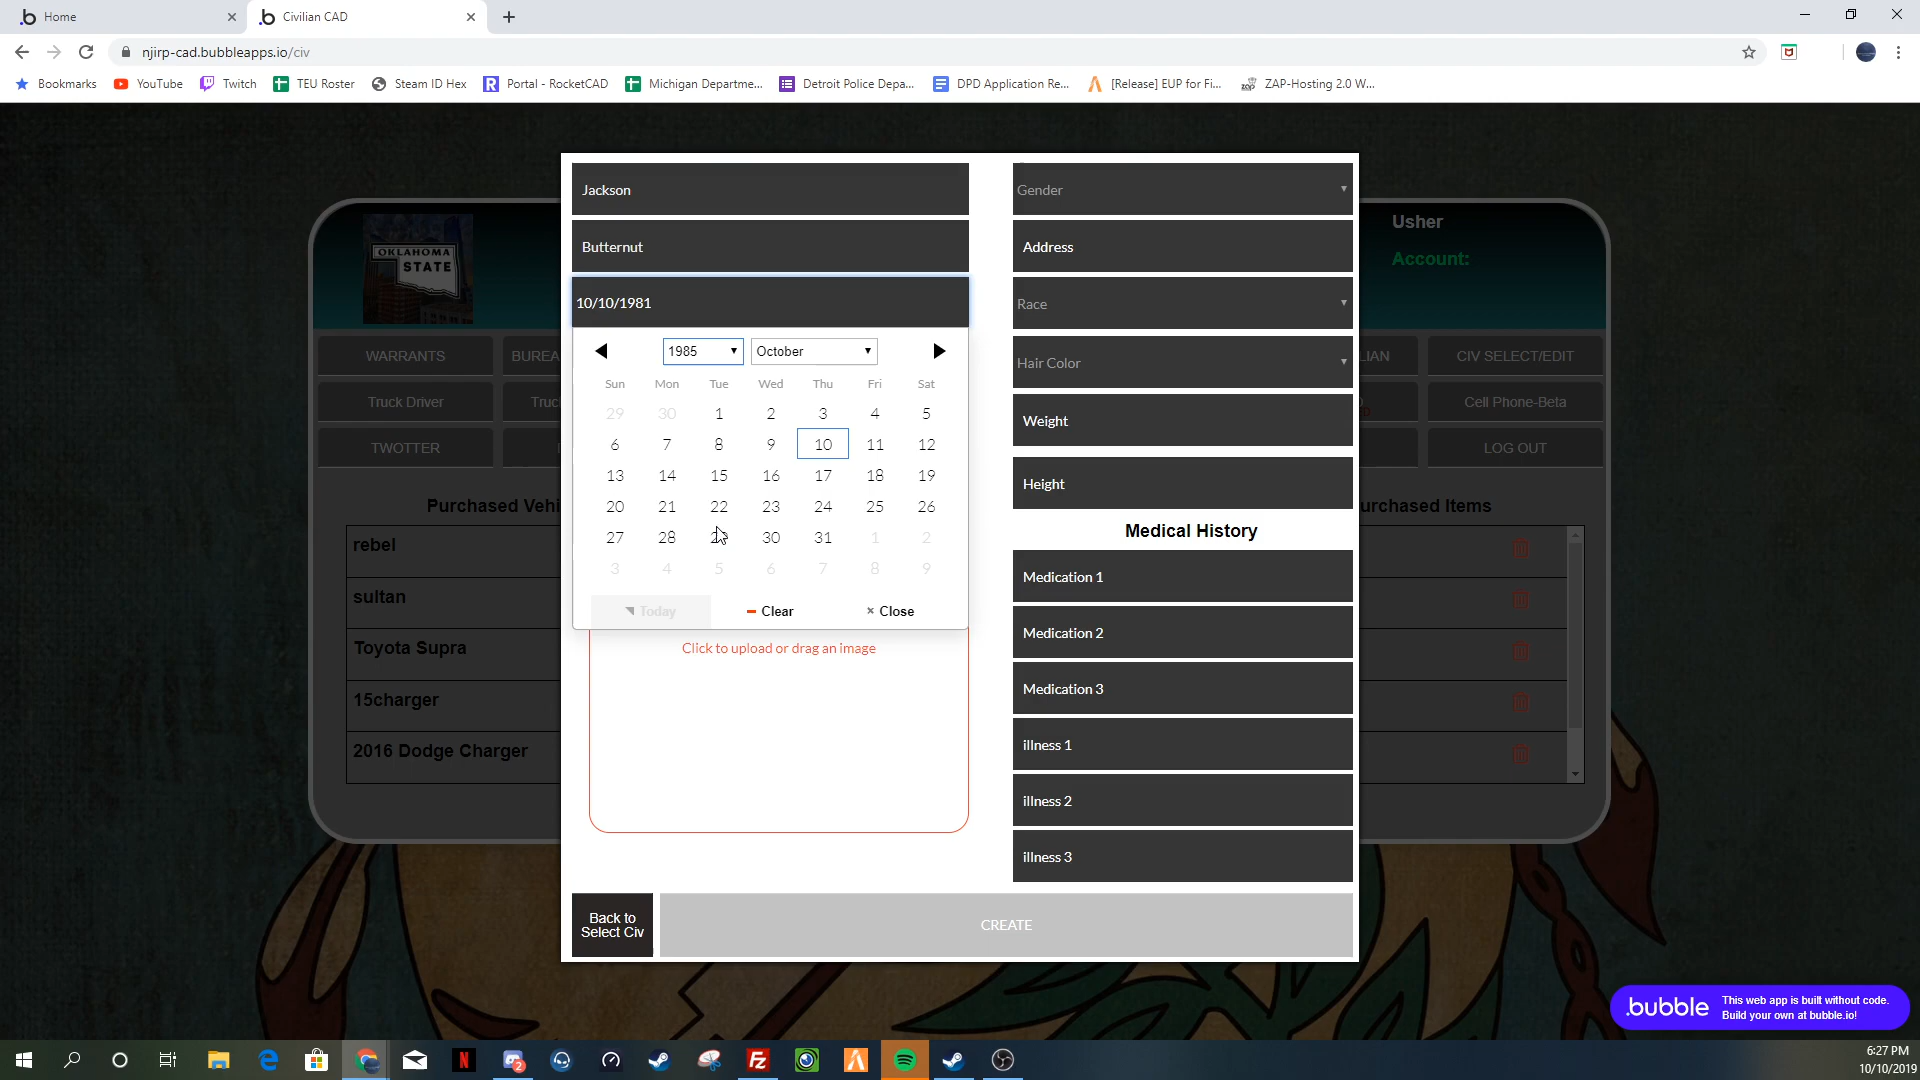 Home
Civilian CAD
njirp-cad.bubbleapps.io/civ
Bookmarks
YouTube
Twitch
TEU Roster
Steam ID Hex
Portal - RocketCAD
Michigan Departme...
Detroit Police Depa...
DPD Application Re...
[Release] EUP for Fi...
ZAP-Hosting 2.0 W...
OKLAHOMA
STATE
Usher
Account:
WARRANTS
BUREA
LIAN
CIV SELECT/EDIT
Truck Driver
Truc
Cell Phone-Beta
TWOTTER
LOG OUT
Purchased Vehi
urchased Items
rebel
sultan
Toyota Supra
15charger
2016 Dodge Charger
Jackson
Butternut
10/10/1981
1985
October
Sun Mon Tue Wed Thu Fri Sat
29 30 1 2 3 4 5
6 7 8 9 10 11 12
13 14 15 16 17 18 19
20 21 22 23 24 25 26
27 28 29 30 31 1 2
3 4 5 6 7 8 9
Today
Clear
× Close
Click to upload or drag an image
Gender
Address
Race
Hair Color
Weight
Height
Medical History
Medication 1
Medication 2
Medication 3
illness 1
illness 2
illness 3
Back to
Select Civ
CREATE
.bubble
This web app is built without code.
Build your own at bubble.io!
2
6:27 PM
10/10/2019